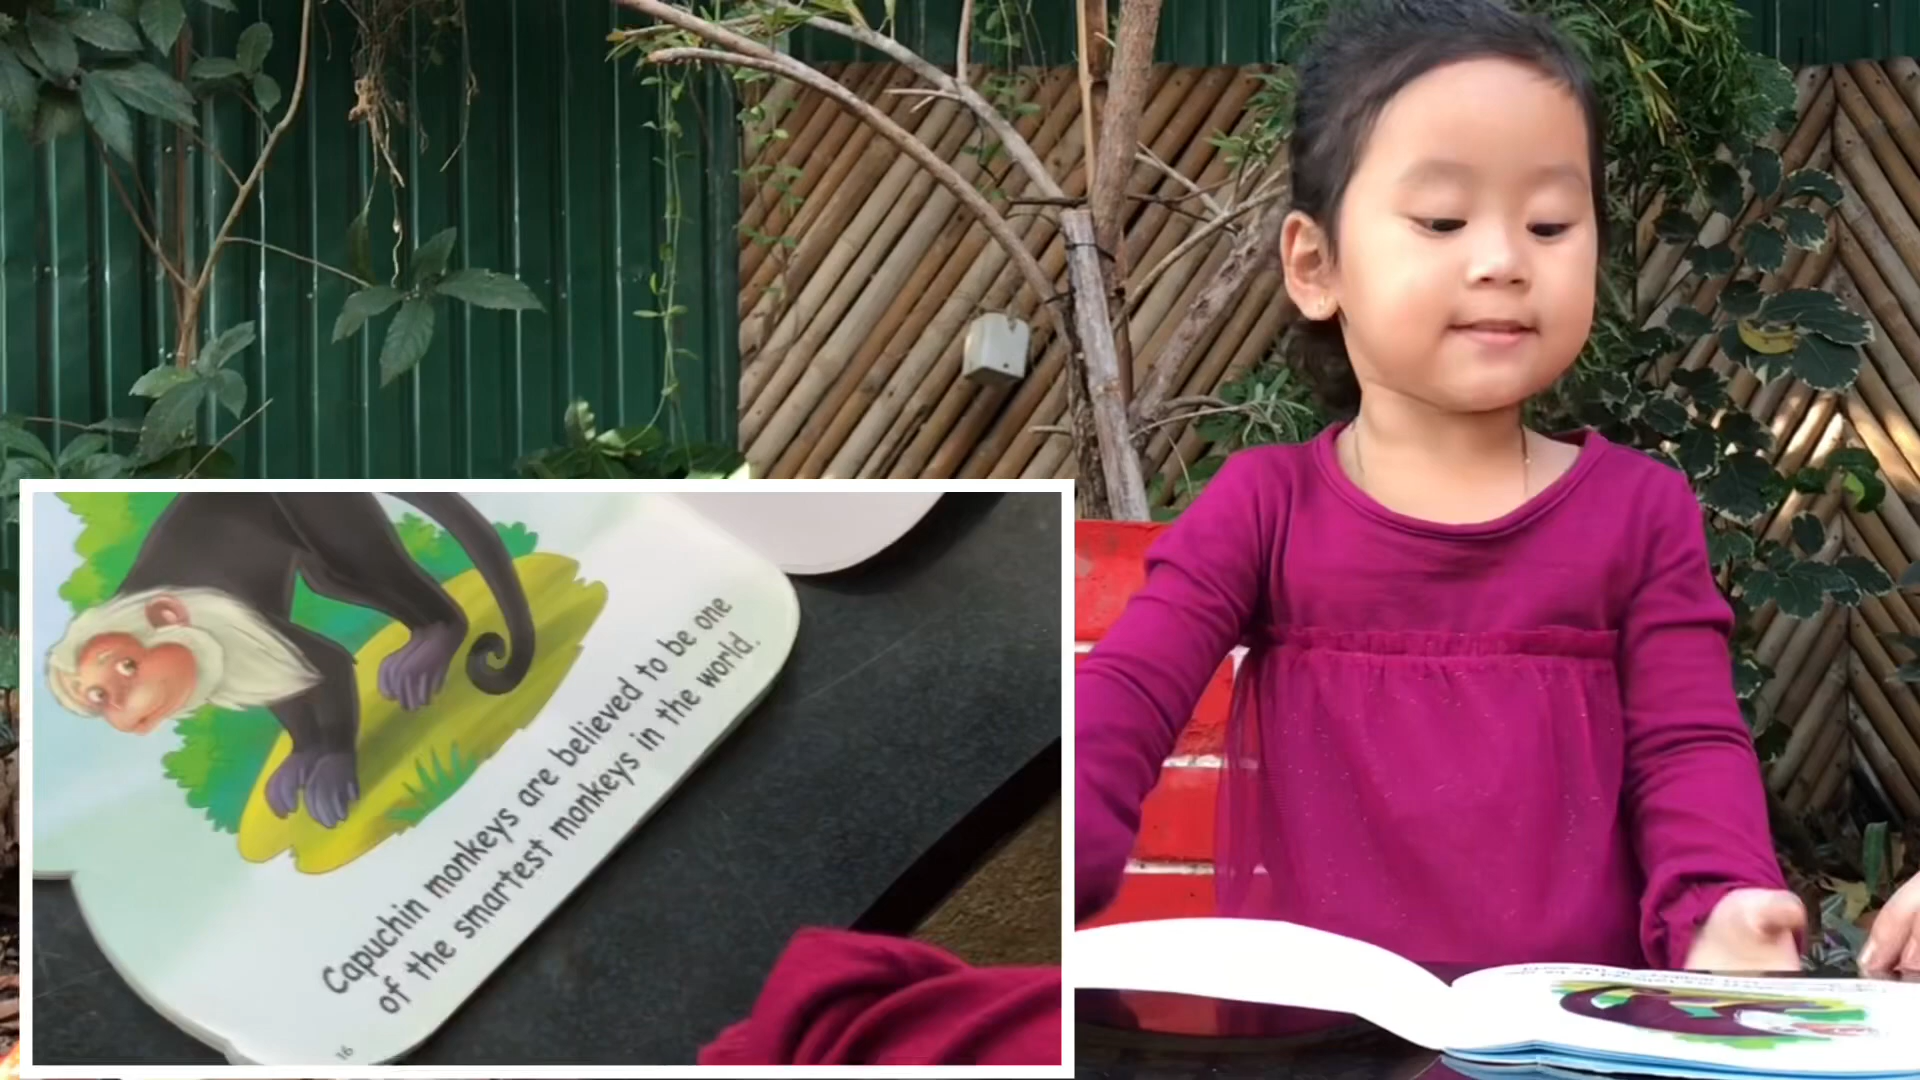 Capuchin monkeys are believed to be one
of the smartest monkeys in the world.
16